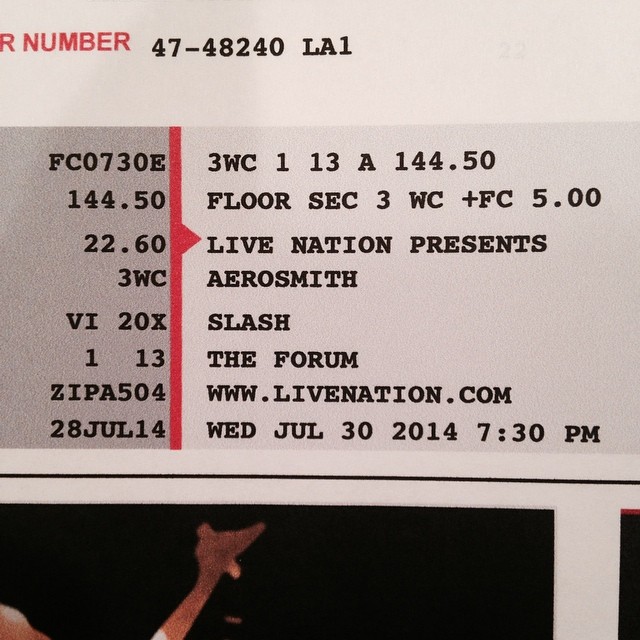 R NUMBER 47-48240 LA1
FC0730E 3WC 1 13 A 144.50
144.50 FLOOR SEC 3 WC +FC 5.00
22.60 LIVE NATION PRESENTS
3WC AEROSMITH
VI 20X SLASH
1 13 THE FORUM
ZIPA504 WWW.LIVENATION.COM
28JUL14 WED JUL 30 2014 7:30 PM